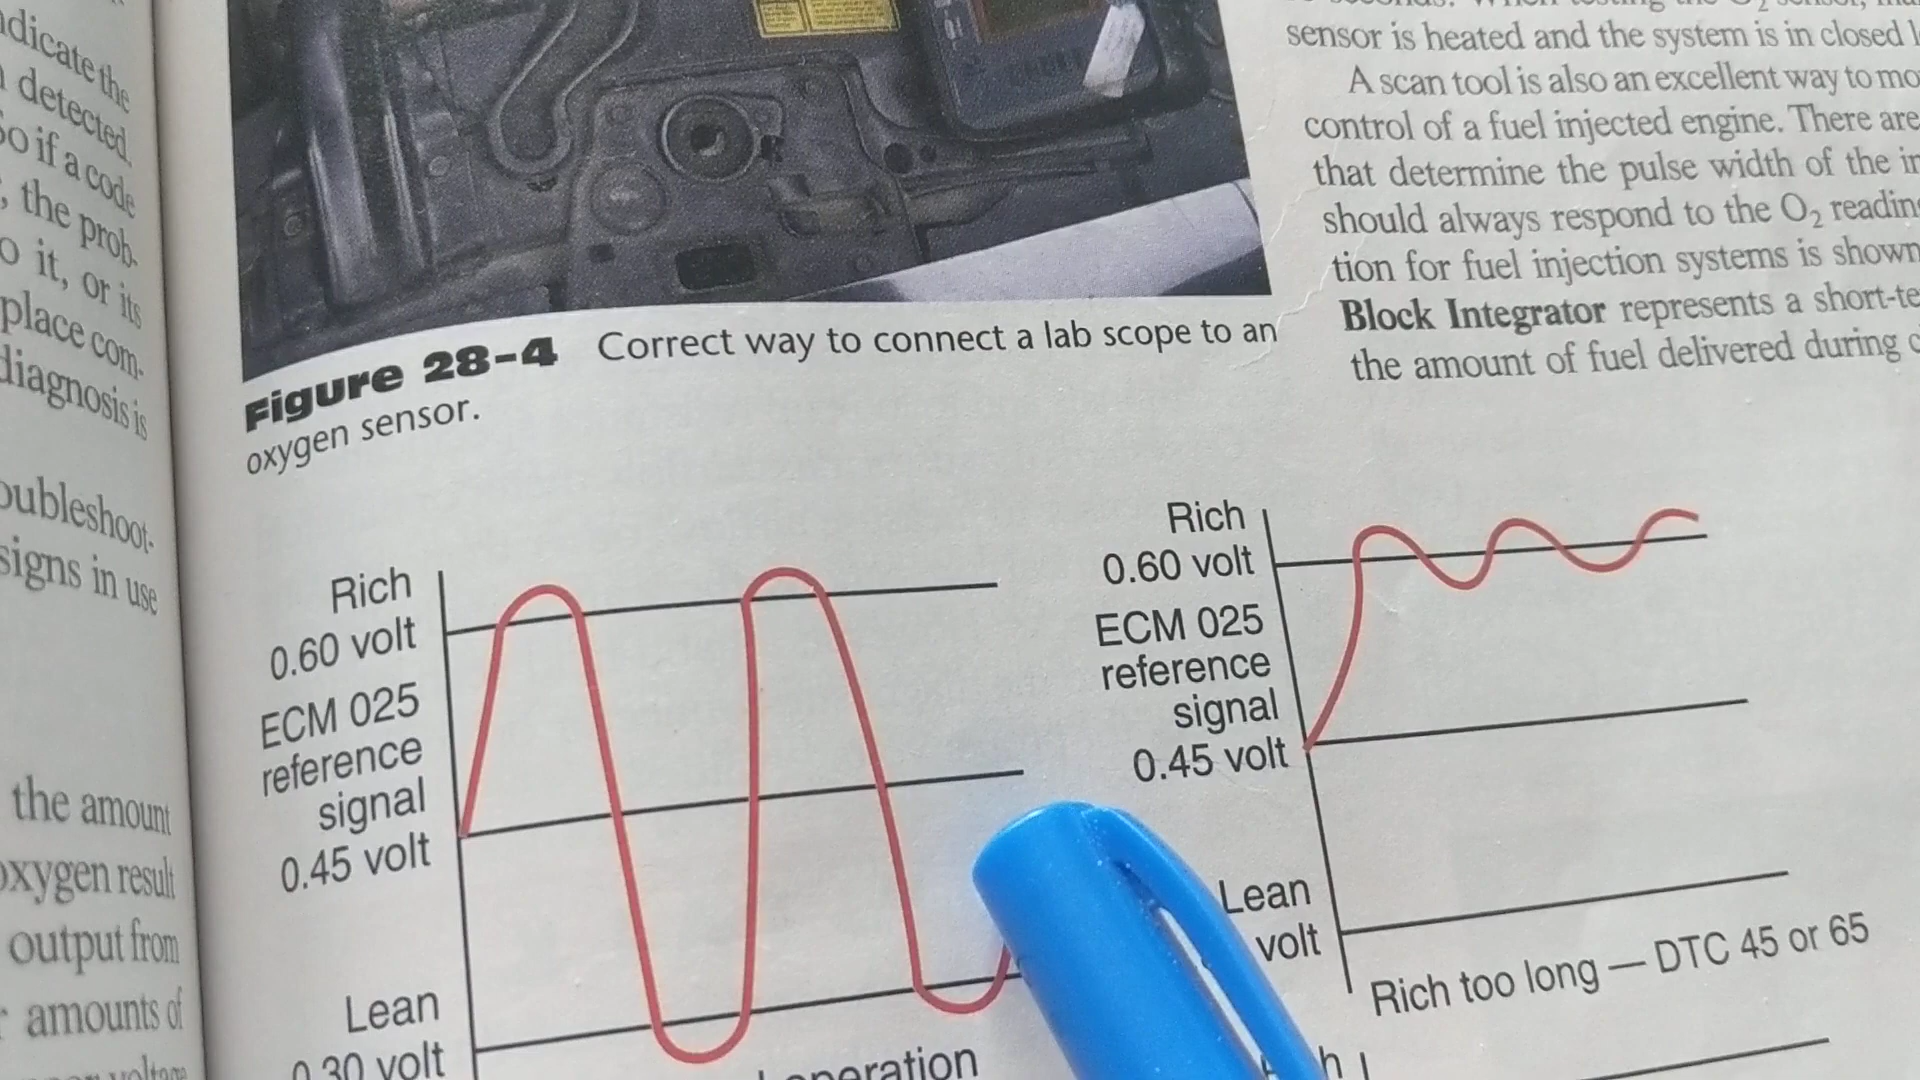 dicate the
detected.
So if a code
, the prob-
o it, or its
place com-
diagnosis is
oubleshoot-
signs in use
the amount
oxygen result
output from
amounts of
Figure 28-4 Correct way to connect a lab scope to an
oxygen sensor.
Rich
0.60 volt
ECM 025
reference
signal
0.45 volt
Lean
0.30 volt
operation
Rich
0.60 volt
ECM 025
reference
signal
0.45 volt
Lean
volt
Rich too long — DTC 45 or 65
sensor is heated and the system is in closed
A scan tool is also an excellent way to mo
control of a fuel injected engine. There are
that determine the pulse width of the in
should always respond to the O₂ reading
tion for fuel injection systems is shown
Block Integrator represents a short-te
the amount of fuel delivered during